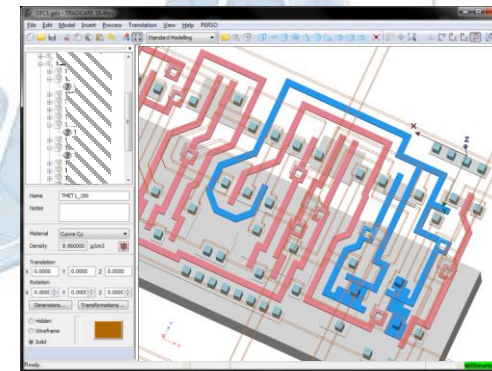 File Edit Model Insert Process Translation View Help PERSO
Standard Modelling
Name TMET1_199
Notes
Material Cuivre Cu
Density 8.960000 g/cm3
Translation
X 0.0000 Y 0.0000 Z 0.0000
Rotation
X 0.0000 Y 0.0000 Z 0.0000
Dimensions... Transformations...
Hidden
Wireframe
Solid
X
Z
Ready